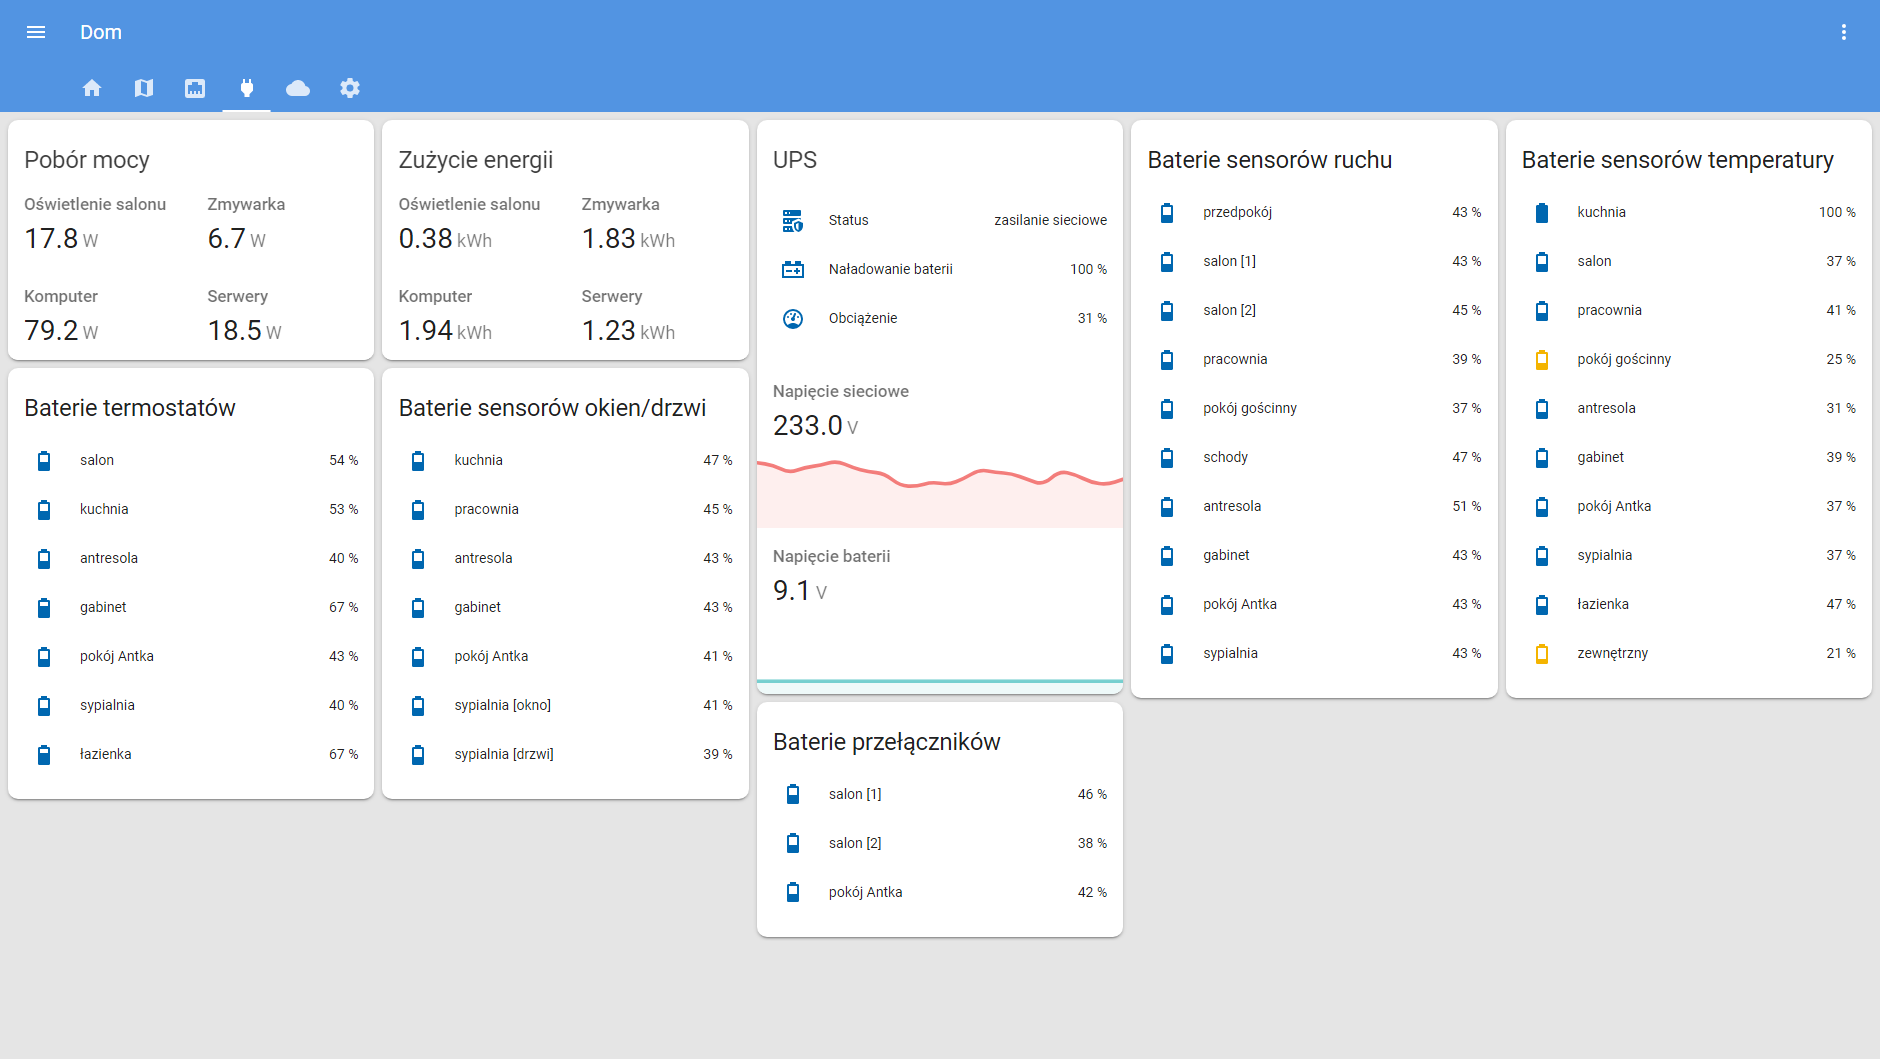 Dom
Pobór mocy
Oświetlenie salonu
17.8 W
Zmywarka
6.7 W
Komputer
79.2 W
Serwery
18.5 W
Zużycie energii
Oświetlenie salonu
0.38 kWh
Zmywarka
1.83 kWh
Komputer
1.94 kWh
Serwery
1.23 kWh
Baterie termostatów
salon 54 %
kuchnia 53 %
antresola 40 %
gabinet 67 %
pokój Antka 43 %
sypialnia 40 %
łazienka 67 %
Baterie sensorów okien/drzwi
kuchnia 47 %
pracownia 45 %
antresola 43 %
gabinet 43 %
pokój Antka 41 %
sypialnia [okno] 41 %
sypialnia [drzwi] 39 %
UPS
Status zasilanie sieciowe
Naładowanie baterii 100 %
Obciążenie 31 %
Napięcie sieciowe
233.0 V
Napięcie baterii
9.1 V
Baterie przełączników
salon [1] 46 %
salon [2] 38 %
pokój Antka 42 %
Baterie sensorów ruchu
przedpokój 43 %
salon [1] 43 %
salon [2] 45 %
pracownia 39 %
pokój gościnny 37 %
schody 47 %
antresola 51 %
gabinet 43 %
pokój Antka 43 %
sypialnia 43 %
Baterie sensorów temperatury
kuchnia 100 %
salon 37 %
pracownia 41 %
pokój gościnny 25 %
antresola 31 %
gabinet 39 %
pokój Antka 37 %
sypialnia 37 %
łazienka 47 %
zewnętrzny 21 %